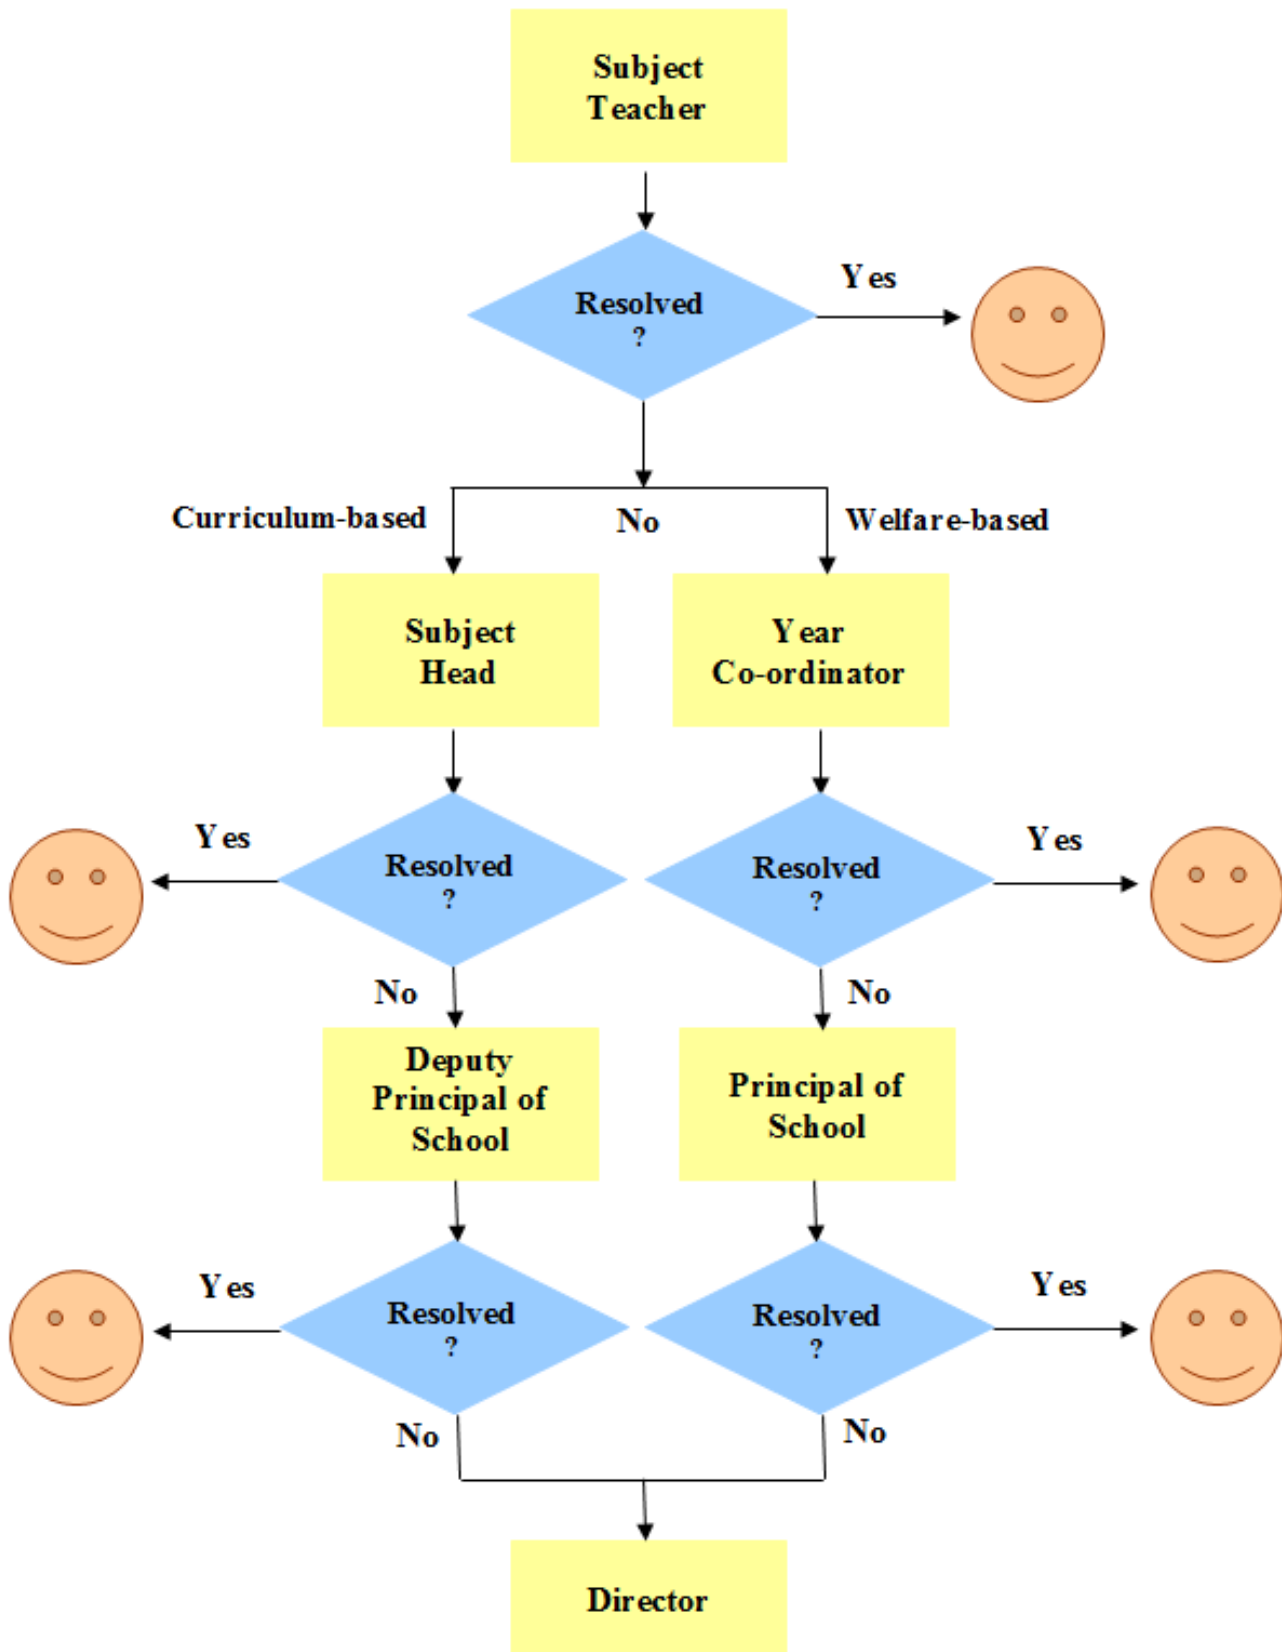 Subject
Teacher
Yes
Resolved
?
Curriculum-based
No
Welfare-based
Subject
Head
Year
Co-ordinator
Yes
Resolved
?
Resolved
?
Yes
No
No
Deputy
Principal of
School
Principal of
School
Yes
Resolved
?
Resolved
?
Yes
No
No
Director